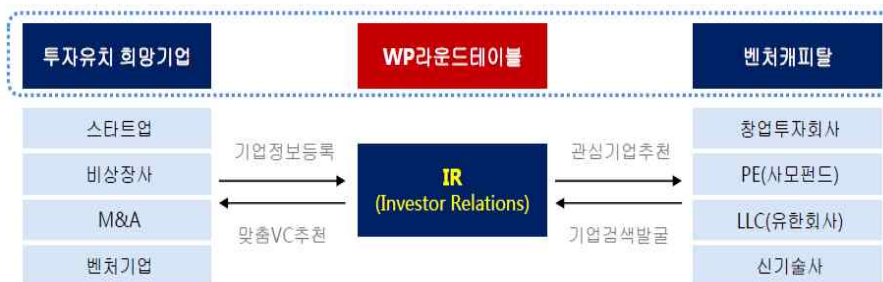 투자유치 희망기업
WP라운드테이블
벤처캐피탈
스타트업
비상장사
M&A
벤처기업
기업정보등록
맞춤VC추천
IR
(Investor Relations)
관심기업추천
기업검색발굴
창업투자회사
PE(사모펀드)
LLC(유한회사)
신기술사